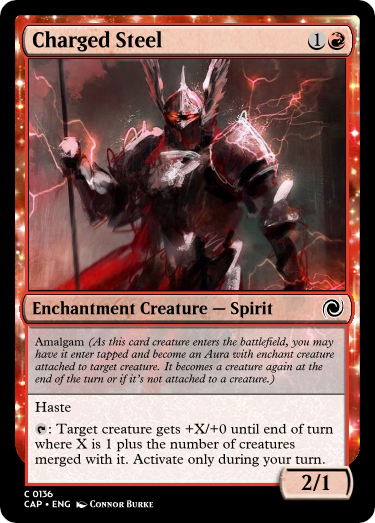 Charged Steel 1
Enchantment Creature — Spirit
Amalgam (As this card creature enters the battlefield, you may
have it enter tapped and become an Aura with enchant creature
attached to target creature. It becomes a creature again at the
end of the turn or if it's not attached to a creature.)
Haste
: Target creature gets +X/+0 until end of turn
where X is 1 plus the number of creatures
merged with it. Activate only during your turn.
2/1
C 0136
CAP • ENG Connor Burke